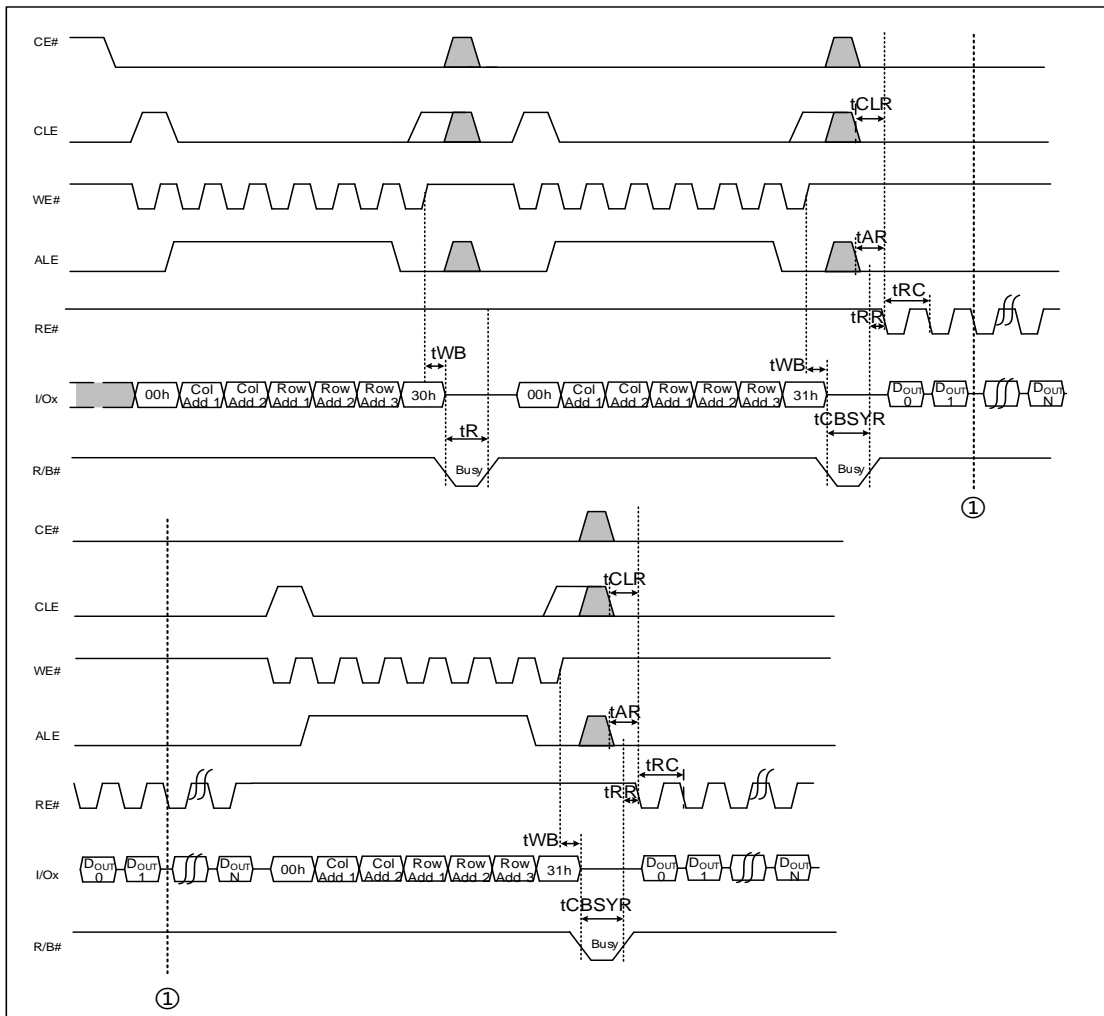 CE#
CLE
tCLR
WE#
ALE
tAR
tRC
RE#
tRR
tWB
tWB
I/Ox
00h Col Add 1 Col Add 2 Row Add 1 Row Add 2 Row Add 3 30h
00h Col Add 1 Col Add 2 Row Add 1 Row Add 2 Row Add 3 31h
DOUT 0 DOUT 1 DOUT N
tR
tCBSYR
R/B#
Busy
Busy
①
①
CE#
CLE
tCLR
WE#
ALE
tAR
tRC
RE#
tRR
tWB
I/Ox
DOUT 0 DOUT 1 DOUT N
00h Col Add 1 Col Add 2 Row Add 1 Row Add 2 Row Add 3 31h
DOUT 0 DOUT 1 DOUT N
tCBSYR
R/B#
Busy